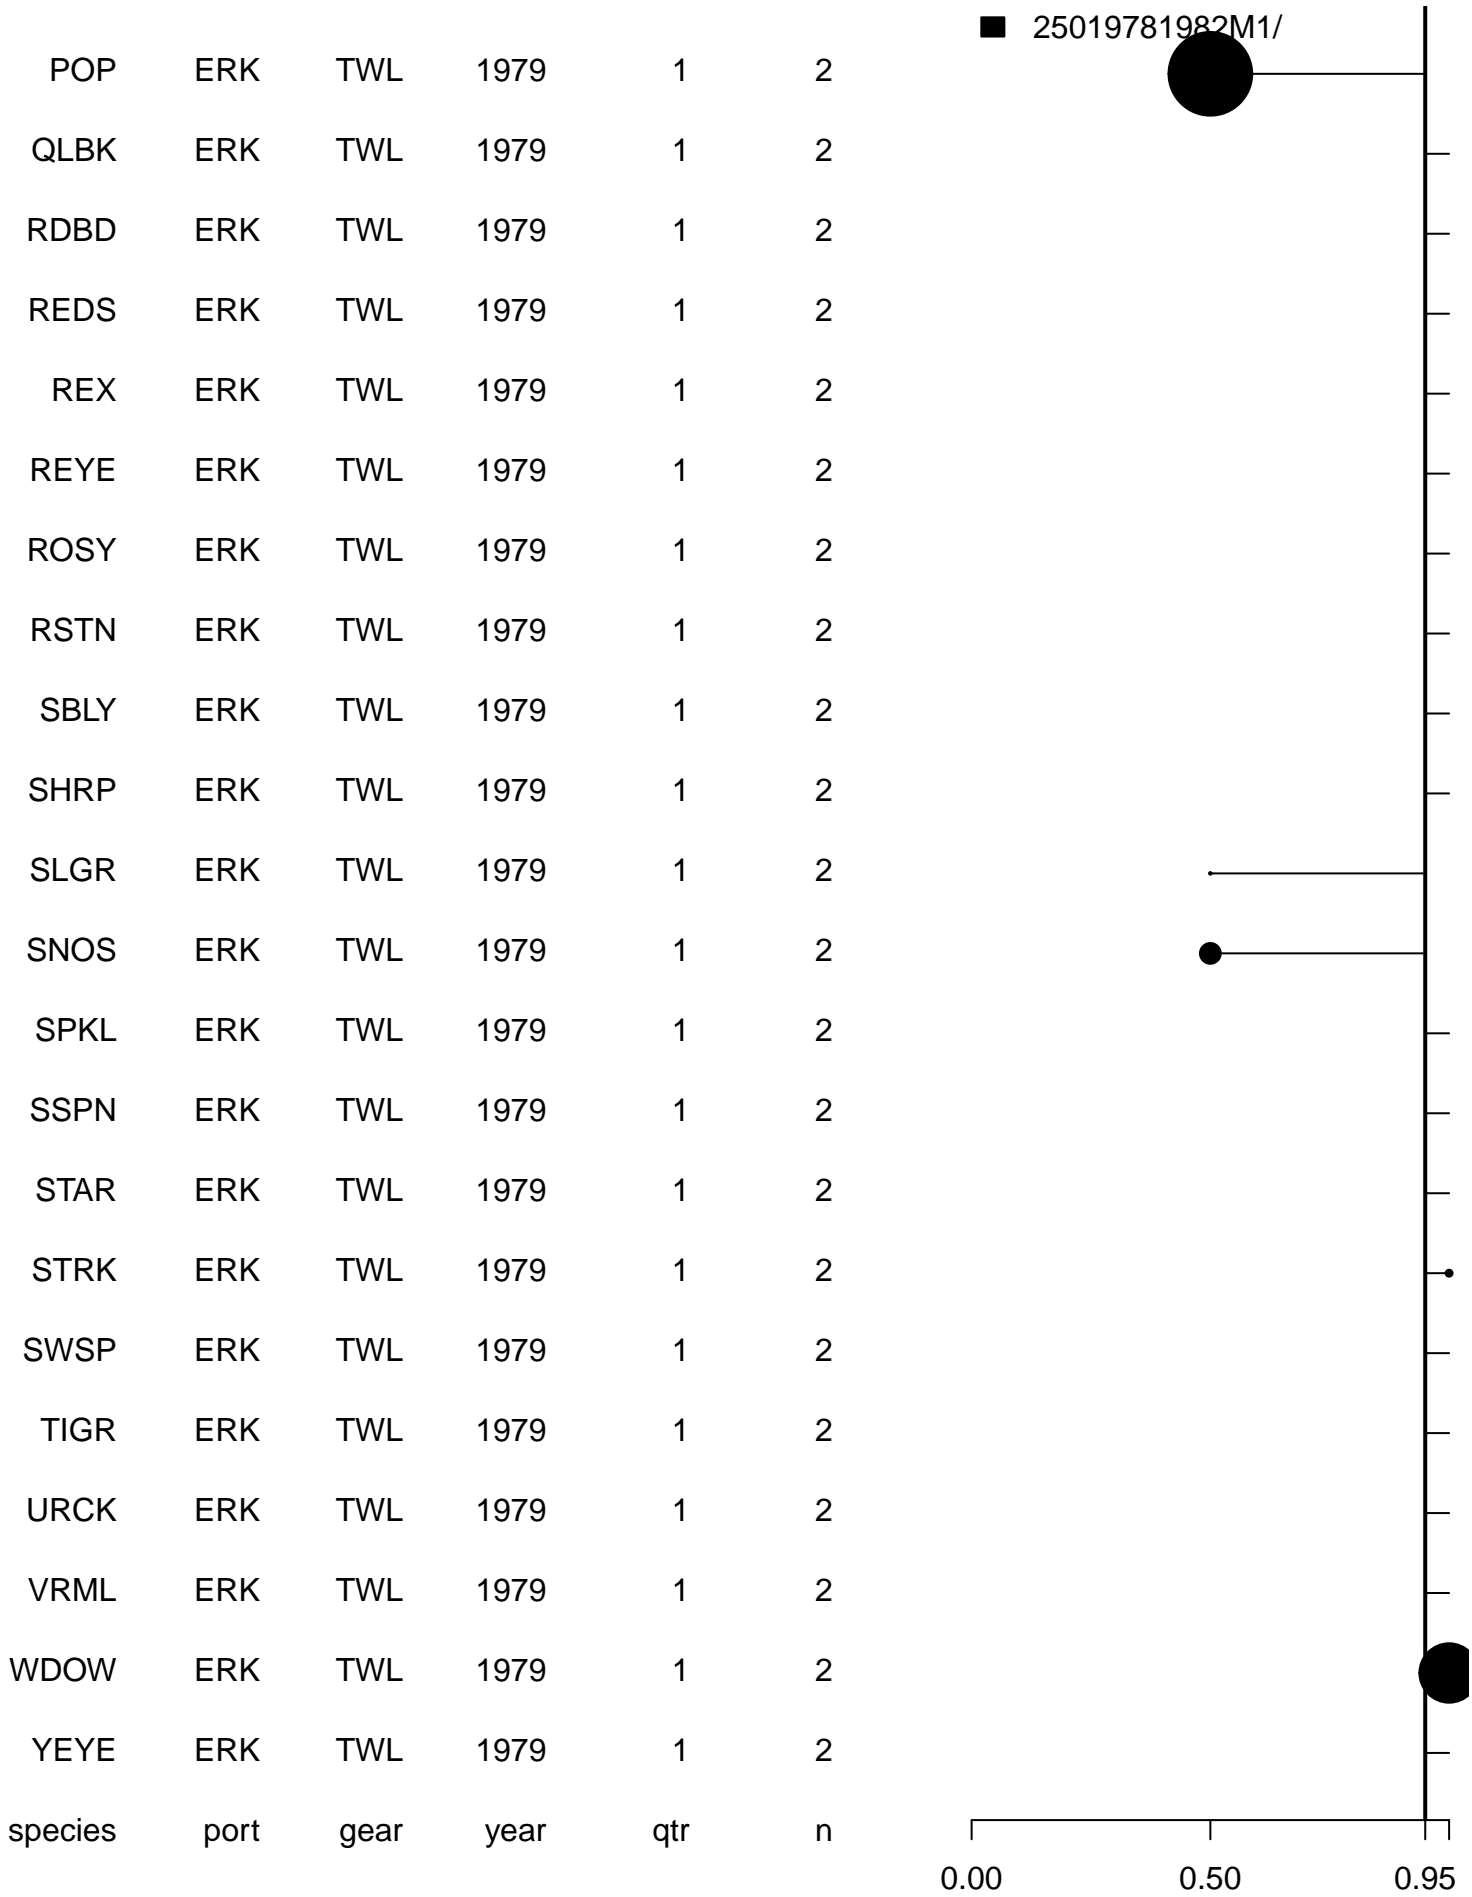 25019781982M1/
POP ERK TWL 1979 1 2
QLBK ERK TWL 1979 1 2
RDBD ERK TWL 1979 1 2
REDS ERK TWL 1979 1 2
REX ERK TWL 1979 1 2
REYE ERK TWL 1979 1 2
ROSY ERK TWL 1979 1 2
RSTN ERK TWL 1979 1 2
SBLY ERK TWL 1979 1 2
SHRP ERK TWL 1979 1 2
SLGR ERK TWL 1979 1 2
SNOS ERK TWL 1979 1 2
SPKL ERK TWL 1979 1 2
SSPN ERK TWL 1979 1 2
STAR ERK TWL 1979 1 2
STRK ERK TWL 1979 1 2
SWSP ERK TWL 1979 1 2
TIGR ERK TWL 1979 1 2
URCK ERK TWL 1979 1 2
VRML ERK TWL 1979 1 2
WDOW ERK TWL 1979 1 2
YEYE ERK TWL 1979 1 2
species port gear year qtr n
0.00 0.50 0.95